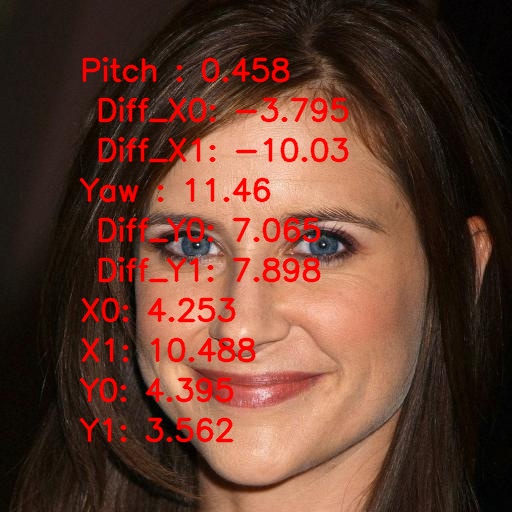 Pitch : 0.458
Diff_X0: -3.795
Diff_X1: -10.03
Yaw : 11.46
Diff_Y0: 7.065
Diff_Y1: 7.898
X0: 4.253
X1: 10.488
Y0: 4.395
Y1: 3.562